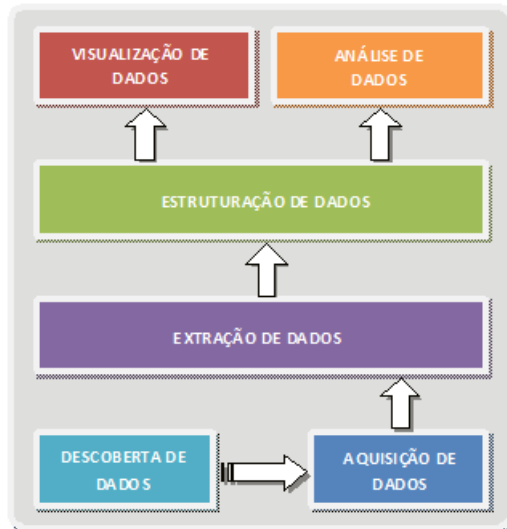 VISUALIZAÇÃO DE
DADOS
ANÁLISE DE
DADOS
ESTRUTURAÇÃO DE DADOS
EXTRAÇÃO DE DADOS
DESCOBERTA DE
DADOS
AQUISIÇÃO DE
DADOS